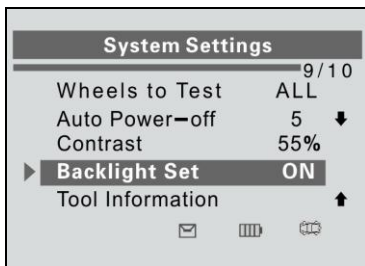 System Settings
9/10
Wheels to Test ALL
Auto Power-off 5
Contrast 55%
Backlight Set ON
Tool Information